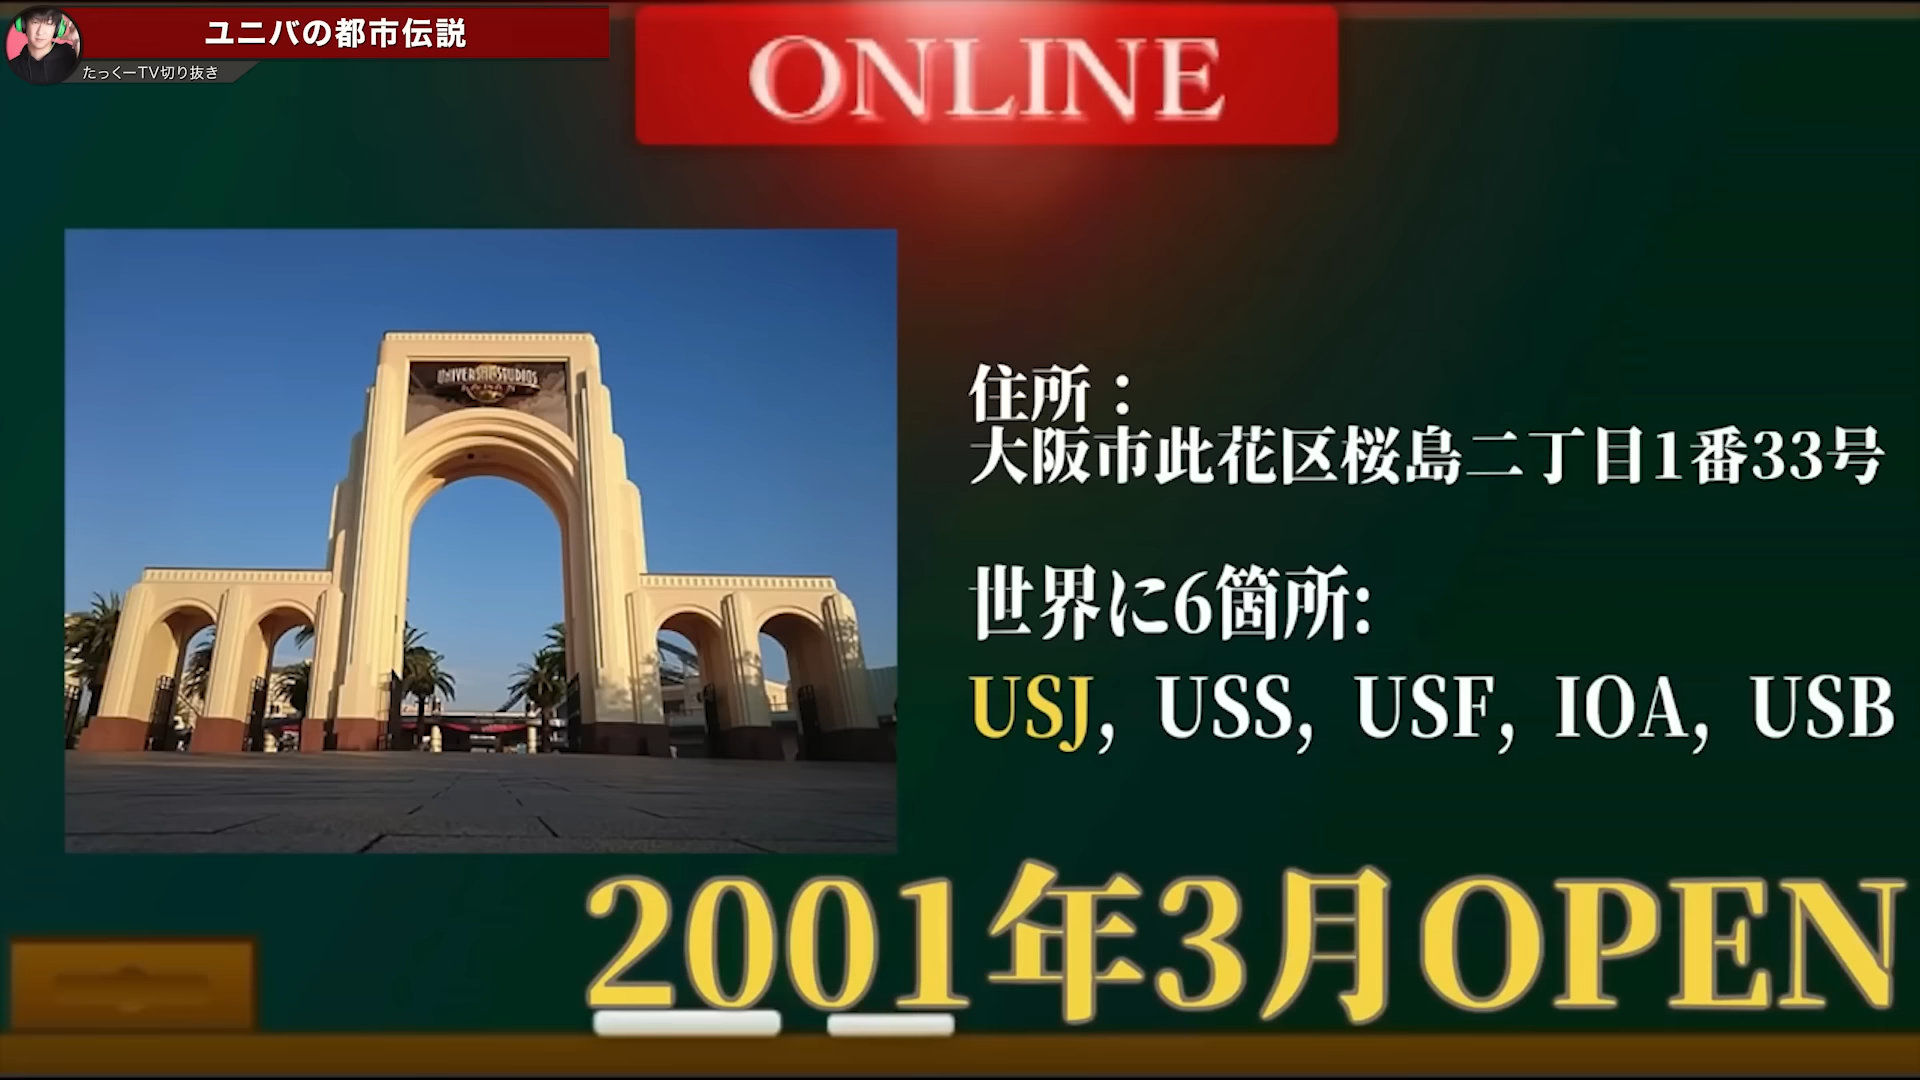 ユニバの都市伝説
たっくーTV切り抜き
ONLINE
UNIVERSAL STUDIOS
JAPAN
住所：
大阪市此花区桜島二丁目1番33号
世界に6箇所:
USJ, USS, USF, IOA, USB
2001年3月OPEN